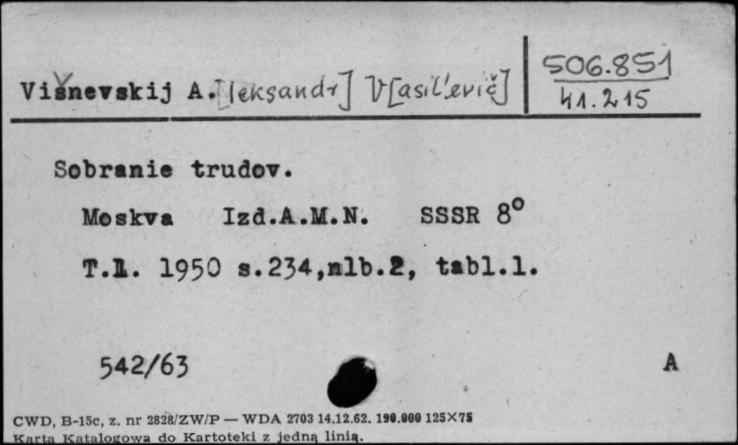 506.851
Višnevskij A.[leksandr] V[asil'evič]
41.215
Sobranie trudov.
Moskva Izd.A.M.N. SSSR 8°
T.1. 1950 s.234,nlb.2, tabl.1.
542/63 A
CWD, B-15c, z. nr 2828/ZW/P — WDA 2703 14.12.62. 190.000 125×75
Karta Katalogowa do Kartoteki z jedną linią.